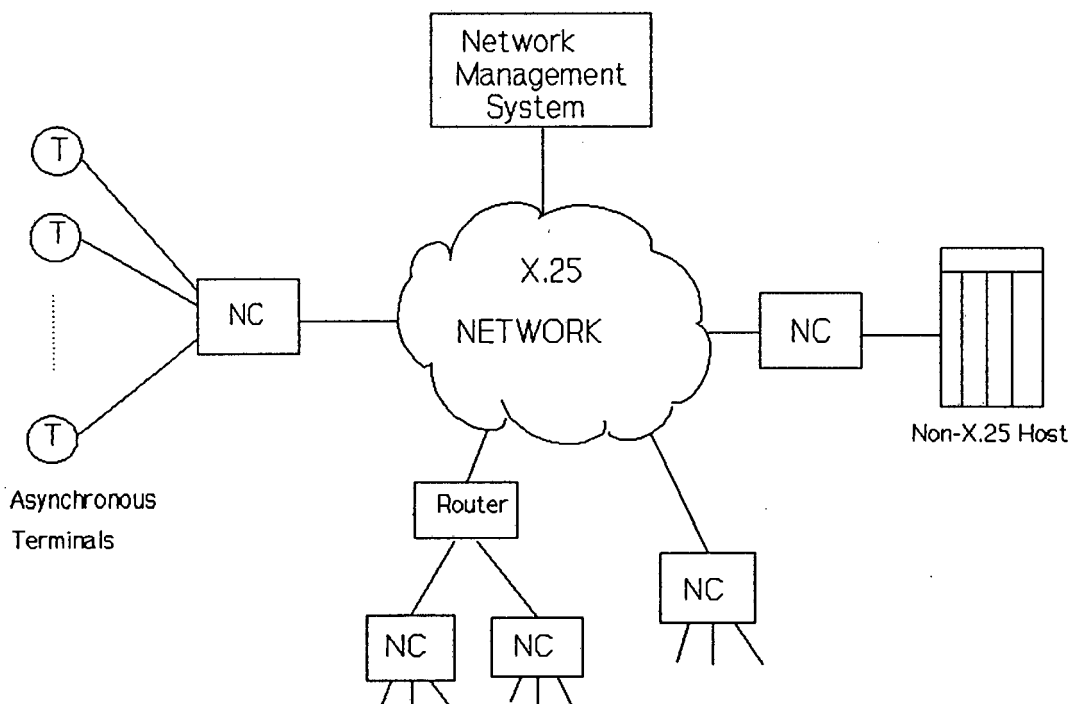 Network
Management
System
T
T
T
Asynchronous
Terminals
NC
X.25
NETWORK
NC
Non-X.25 Host
Router
NC
NC
NC